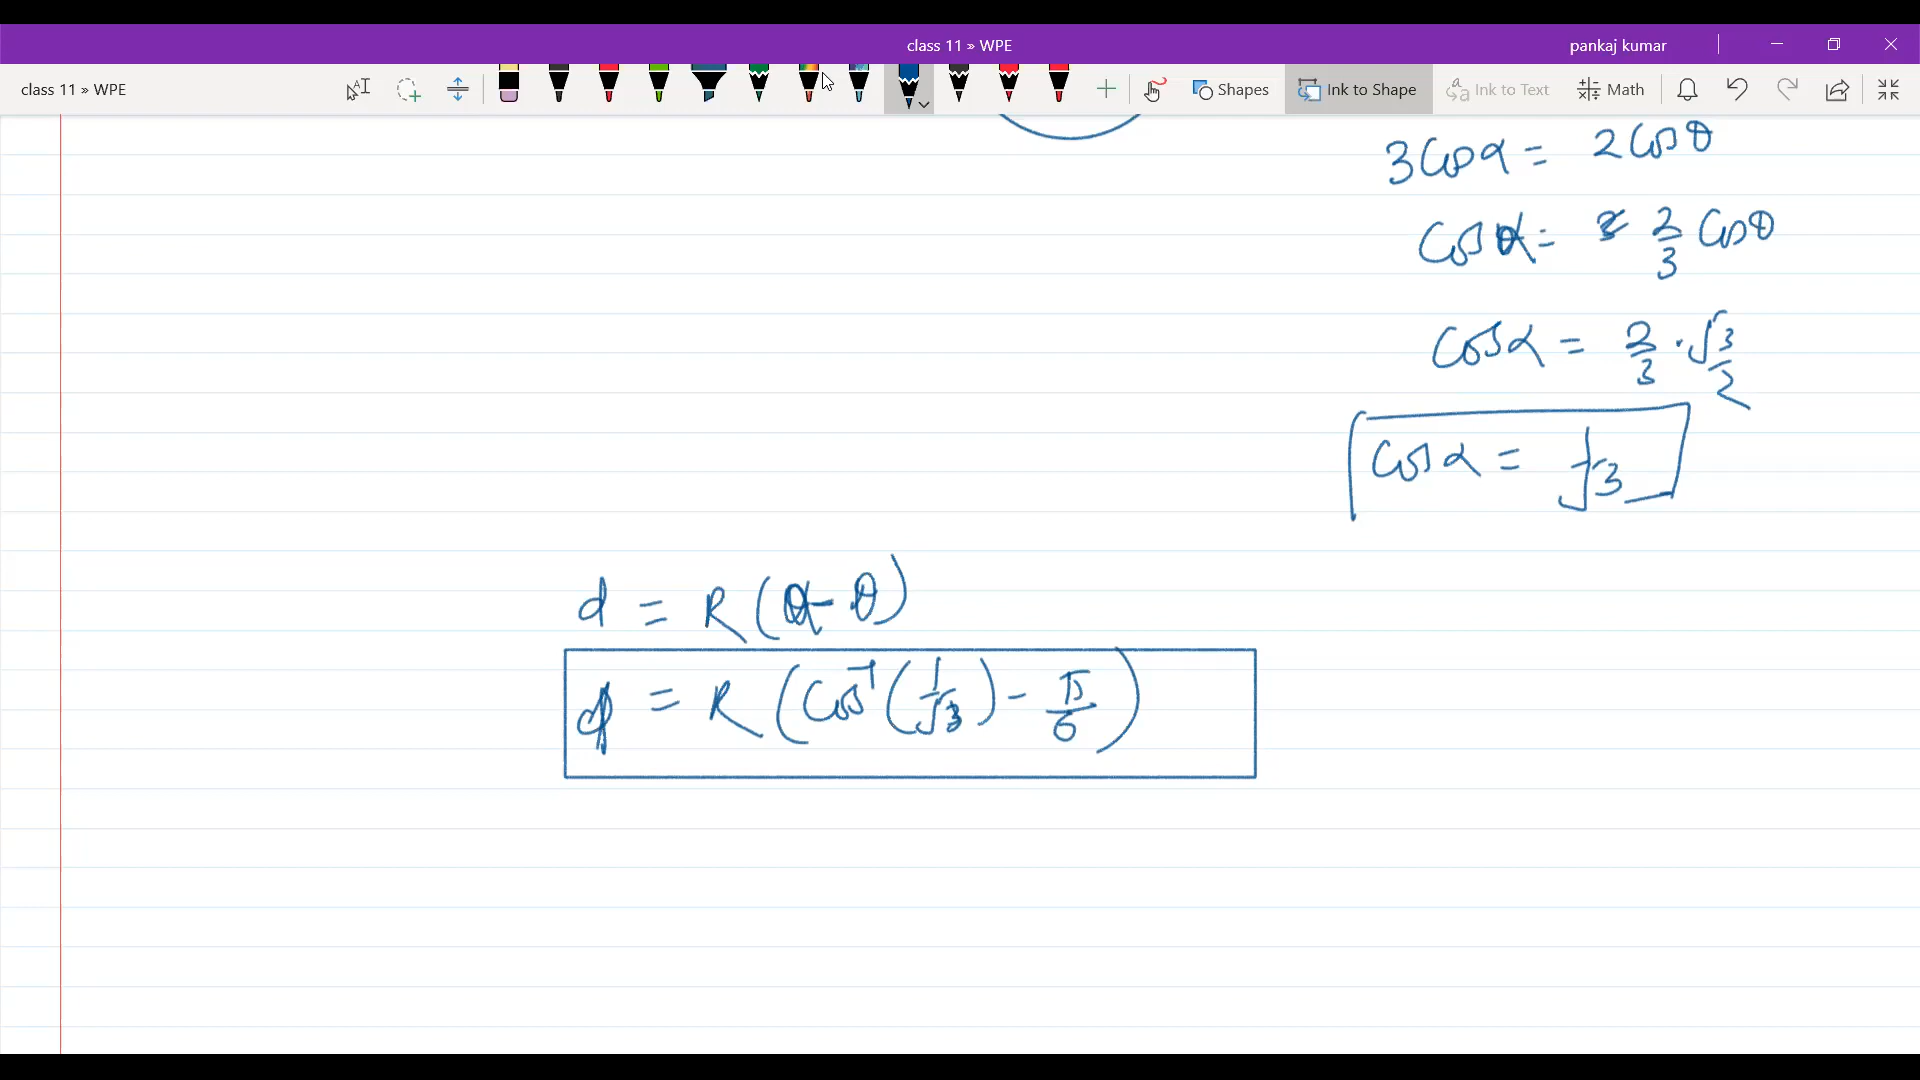 class 11 » WPE
pankaj kumar
class 11 » WPE
Shapes
Ink to Shape
Ink to Text
Math
3 Cos α = 2 Cos θ
Cos α = 2/3 Cos θ
Cos α = 2/3 · √3/2
Cos α = 1/√3
d = R (α - θ)
d = R (Cos⁻¹ (1/√3) - π/6)